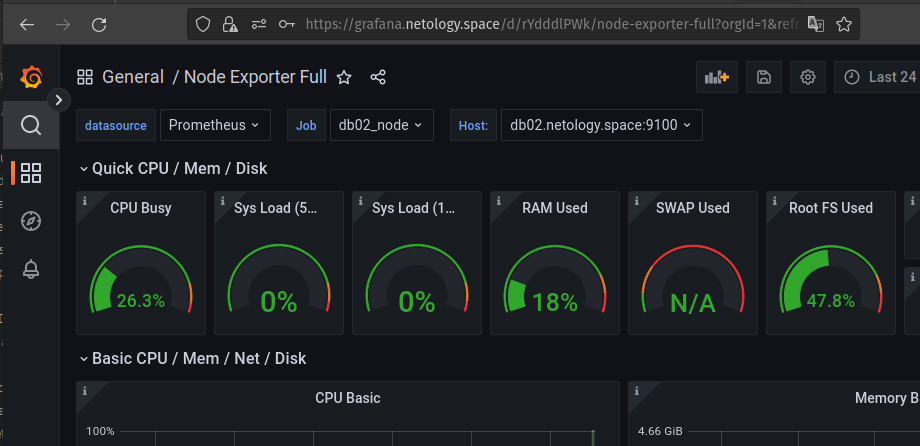 https://grafana.netology.space/d/rYdddlPWk/node-exporter-full?orgId=1&refr
General / Node Exporter Full
Last 24
datasource Prometheus Job db02_node Host: db02.netology.space:9100
Quick CPU / Mem / Disk
CPU Busy
26.3%
Sys Load (5...
0%
Sys Load (1...
0%
RAM Used
18%
SWAP Used
N/A
Root FS Used
47.8%
Basic CPU / Mem / Net / Disk
CPU Basic
100%
Memory B
4.66 GiB